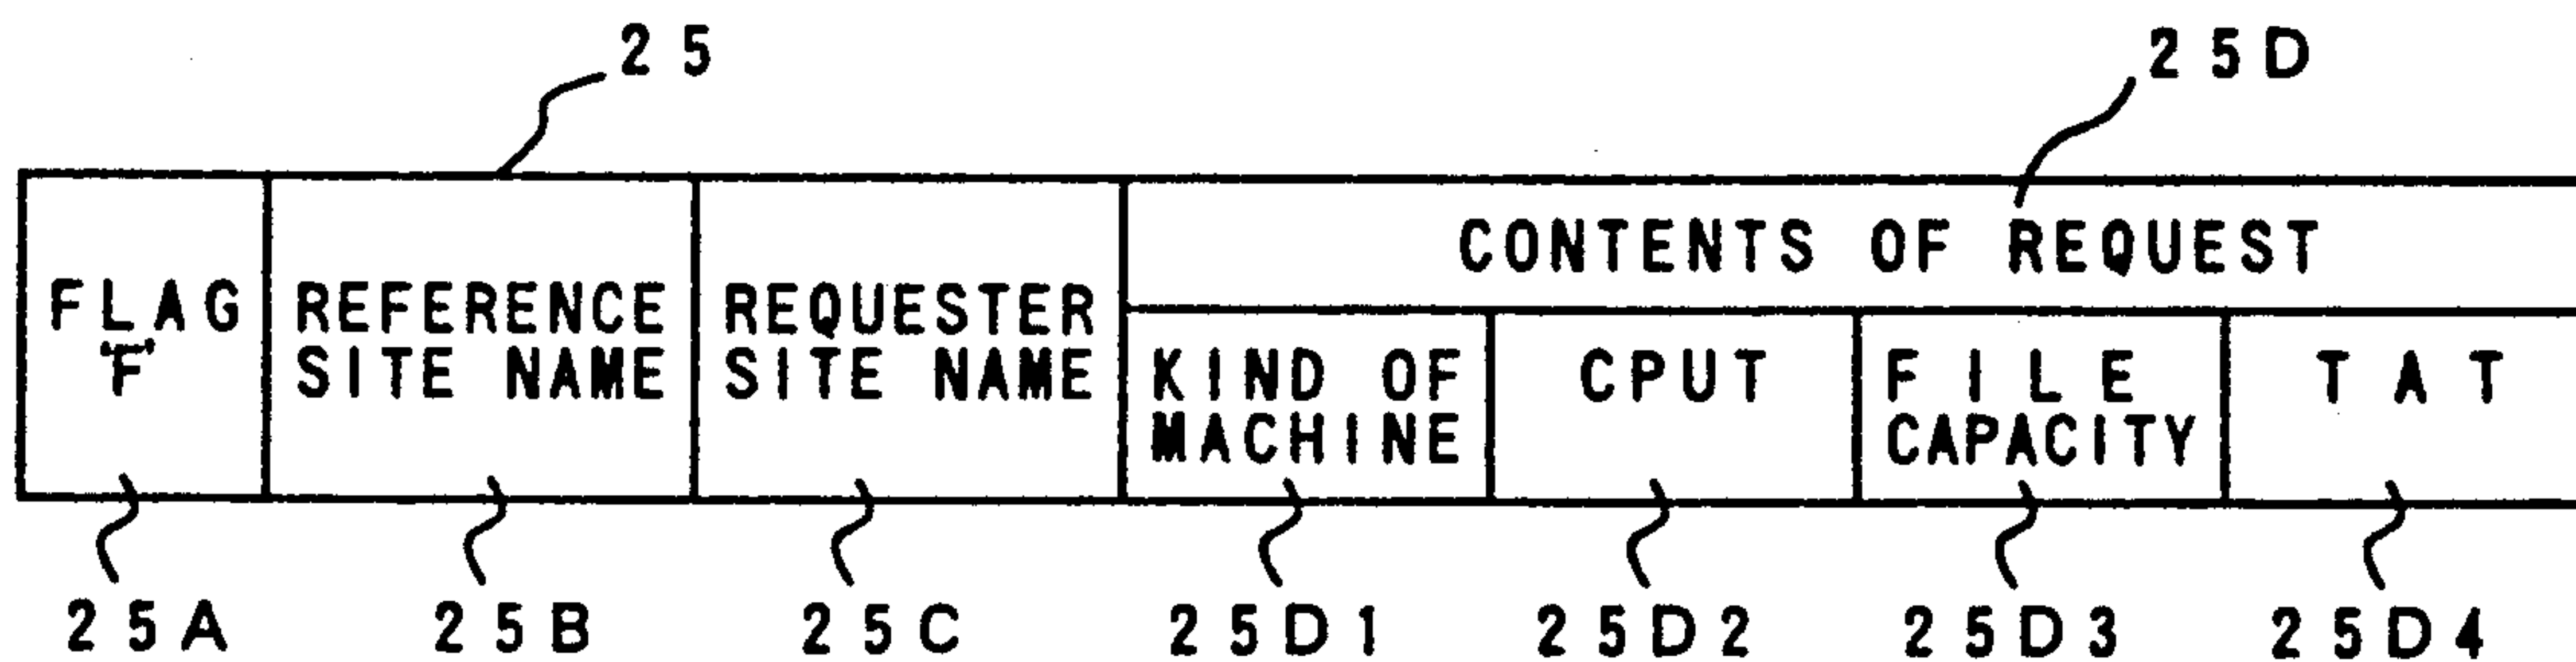 25
25D
CONTENTS OF REQUEST
FLAG
'F'
REFERENCE
SITE NAME
REQUESTER
SITE NAME
KIND OF
MACHINE
CPUT
FILE
CAPACITY
TAT
25A
25B
25C
25D1
25D2
25D3
25D4